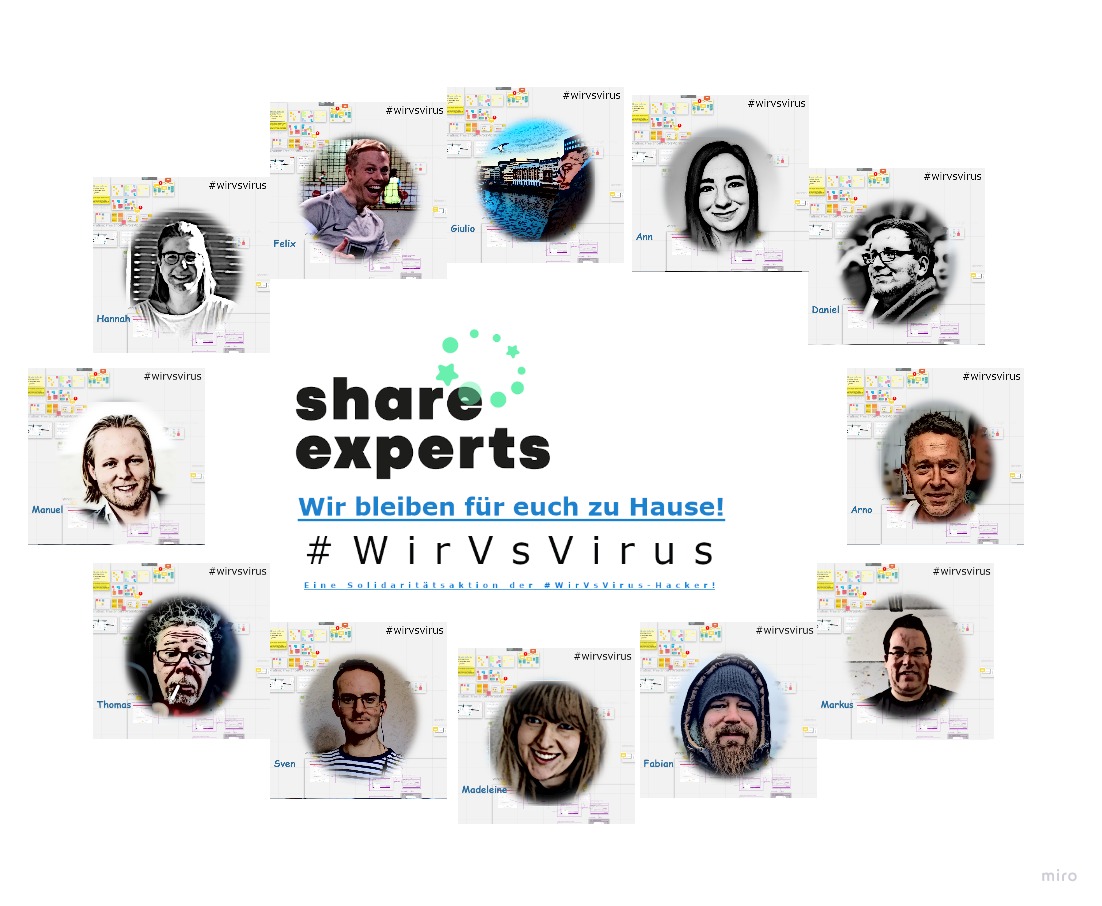 #wirvsvirus
Giulio
#wirvsvirus
Ann
#wirvsvirus
Felix
#wirvsvirus
Daniel
#wirvsvirus
Hannah
share
experts
Wir bleiben für euch zu Hause!
#WirVsVirus
Eine Solidaritätsaktion der #WirVsVirus-Hacker!
#wirvsvirus
Manuel
#wirvsvirus
Arno
#wirvsvirus
Thomas
#wirvsvirus
Sven
#wirvsvirus
Madeleine
#wirvsvirus
Fabian
#wirvsvirus
Markus
miro